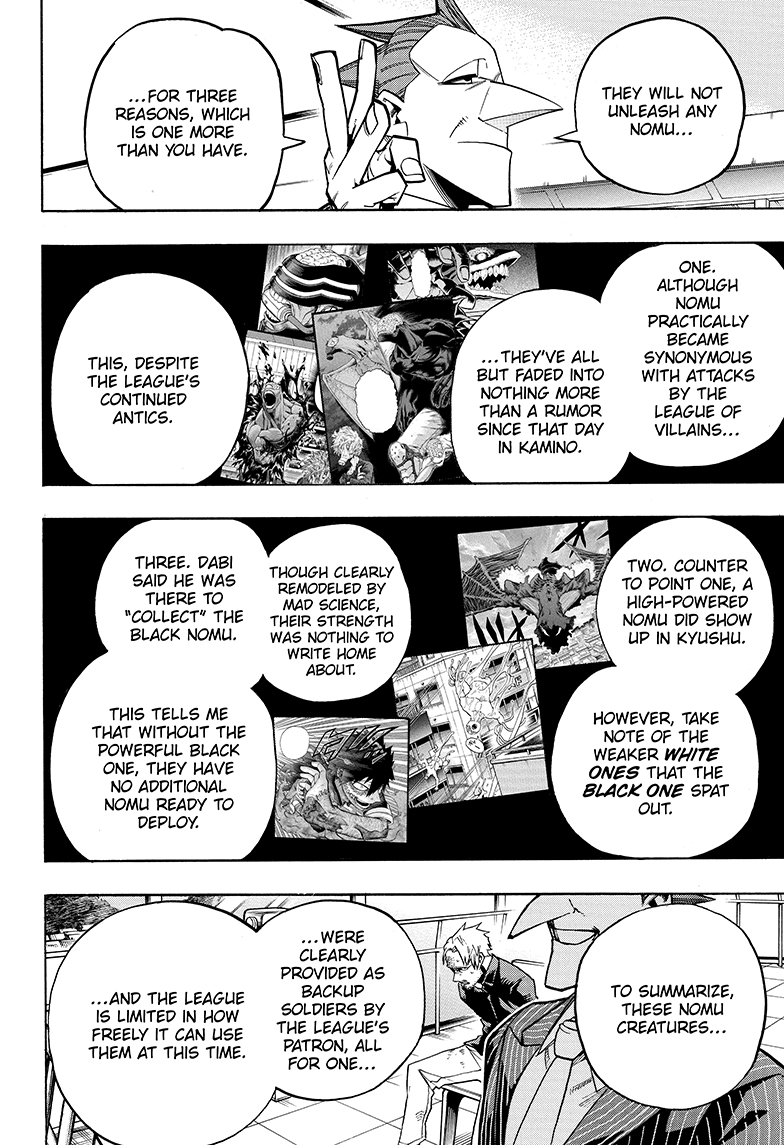 THEY WILL NOT
UNLEASH ANY
NOMU...
...FOR THREE
REASONS, WHICH
IS ONE MORE
THAN YOU HAVE.
ONE.
ALTHOUGH
NOMU
PRACTICALLY
BECAME
SYNONYMOUS
WITH ATTACKS
BY THE
LEAGUE OF
VILLAINS...
...THEY'VE ALL
BUT FADED INTO
NOTHING MORE
THAN A RUMOR
SINCE THAT DAY
IN KAMINO.
THIS, DESPITE
THE LEAGUE'S
CONTINUED
ANTICS.
TWO. COUNTER
TO POINT ONE, A
HIGH-POWERED
NOMU DID SHOW
UP IN KYUSHU.
HOWEVER, TAKE
NOTE OF THE
WEAKER WHITE
ONES THAT THE
BLACK ONE SPAT
OUT.
THOUGH CLEARLY
REMODELED BY
MAD SCIENCE,
THEIR STRENGTH
WAS NOTHING TO
WRITE HOME
ABOUT.
THREE. DABI
SAID HE WAS
THERE TO
"COLLECT" THE
BLACK NOMU.
THIS TELLS ME
THAT WITHOUT THE
POWERFUL BLACK
ONE, THEY HAVE
NO ADDITIONAL
NOMU READY TO
DEPLOY.
TO SUMMARIZE,
THESE NOMU
CREATURES...
...WERE
CLEARLY
PROVIDED AS
BACKUP
SOLDIERS BY
THE LEAGUE'S
PATRON, ALL
FOR ONE...
...AND THE LEAGUE
IS LIMITED IN HOW
FREELY IT CAN USE
THEM AT THIS TIME.